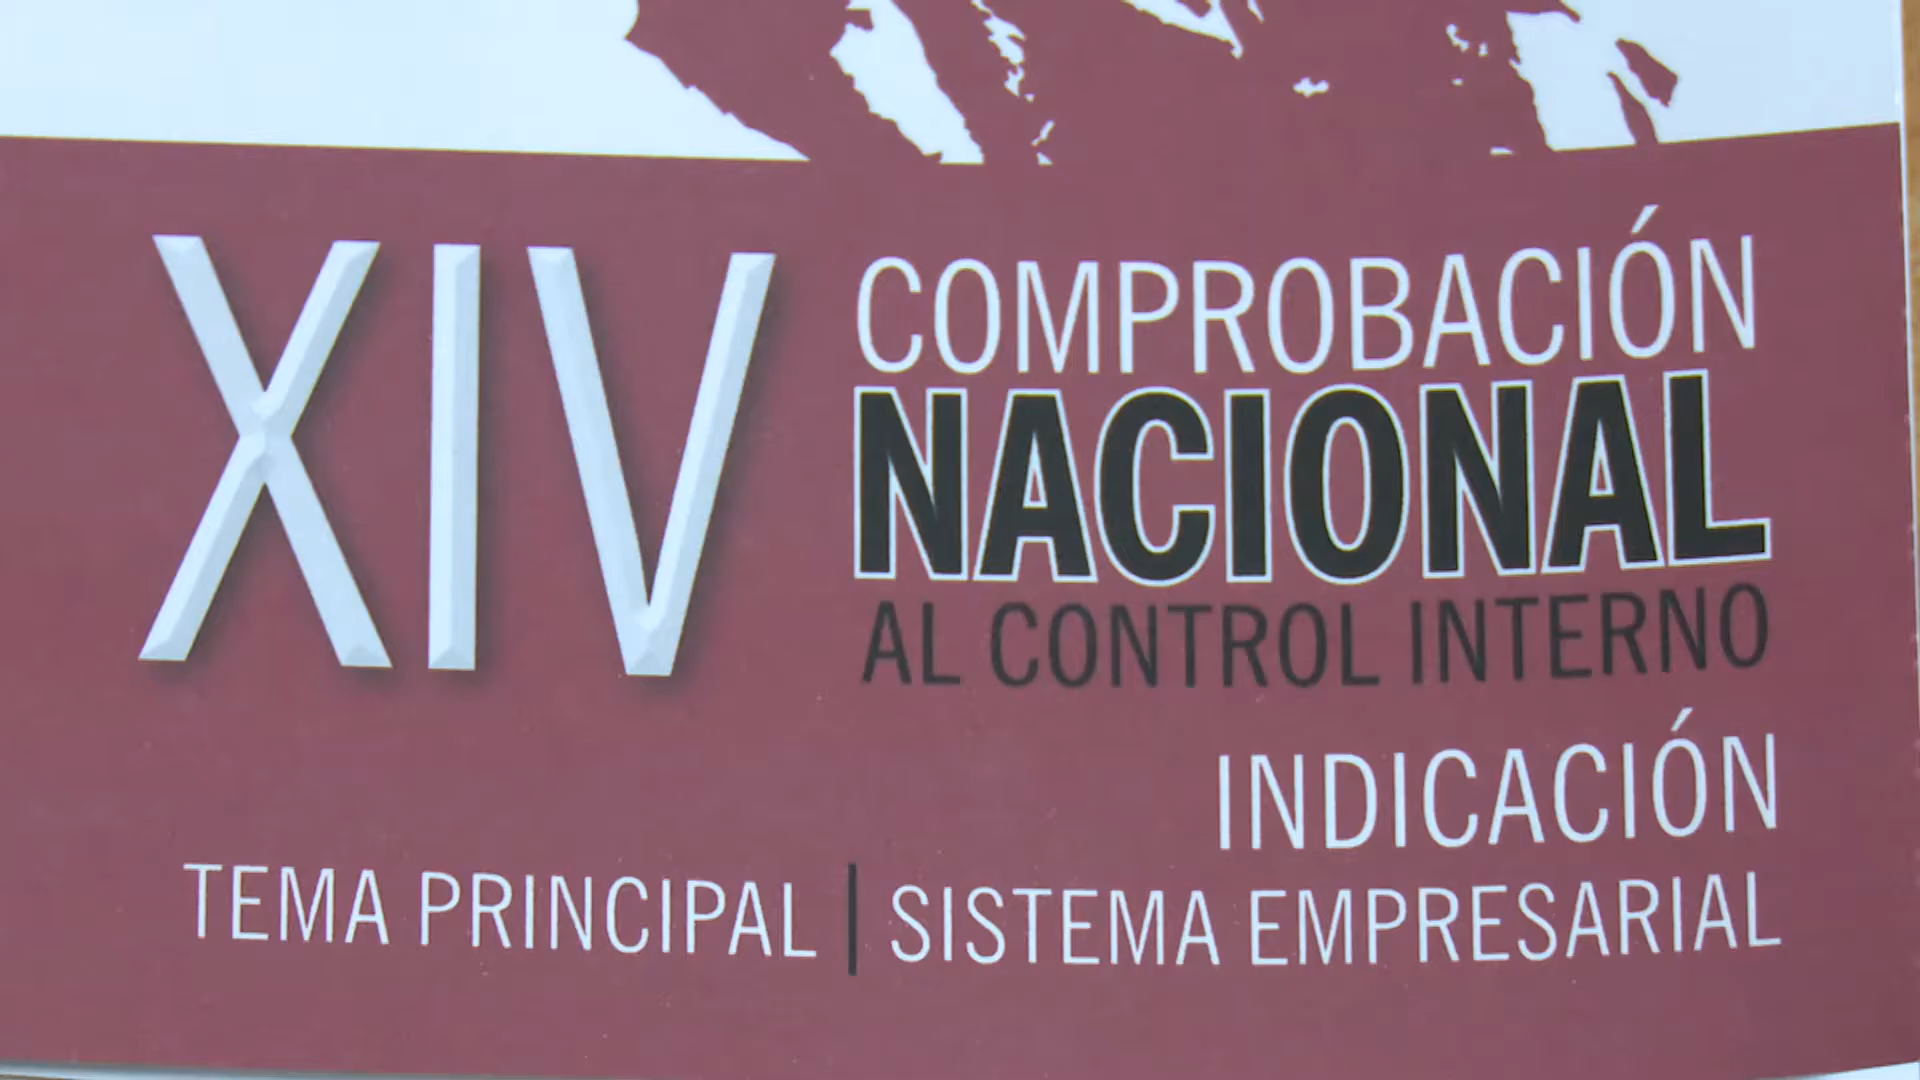 XIV
COMPROBACIÓN
NACIONAL
AL CONTROL INTERNO
INDICACIÓN
TEMA PRINCIPAL | SISTEMA EMPRESARIAL